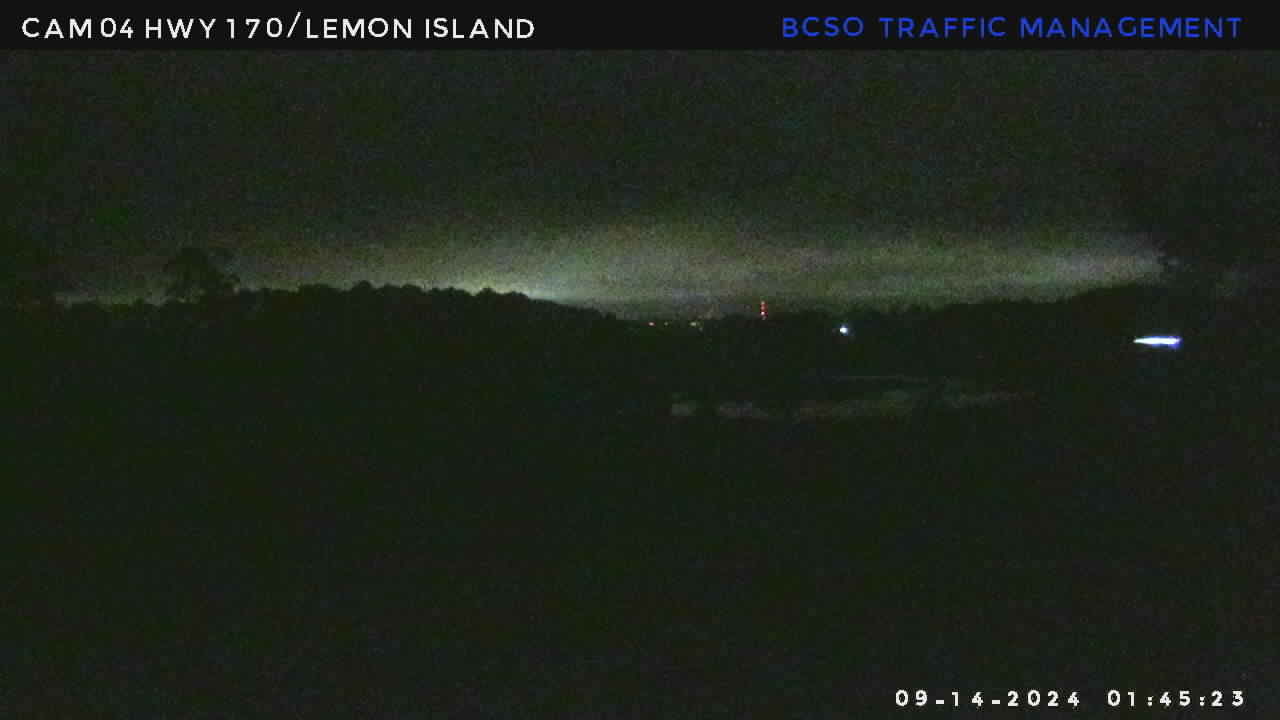 CAM 04 HWY 170/LEMON ISLAND
BCSO TRAFFIC MANAGEMENT
09-14-2024 01:45:23